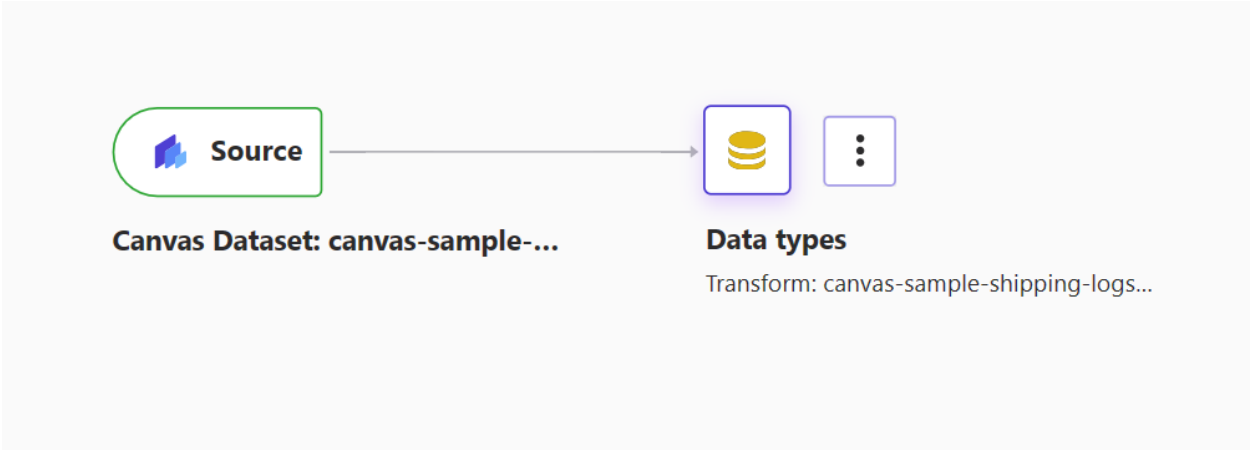 Source
Canvas Dataset: canvas-sample-...
Data types
Transform: canvas-sample-shipping-logs...